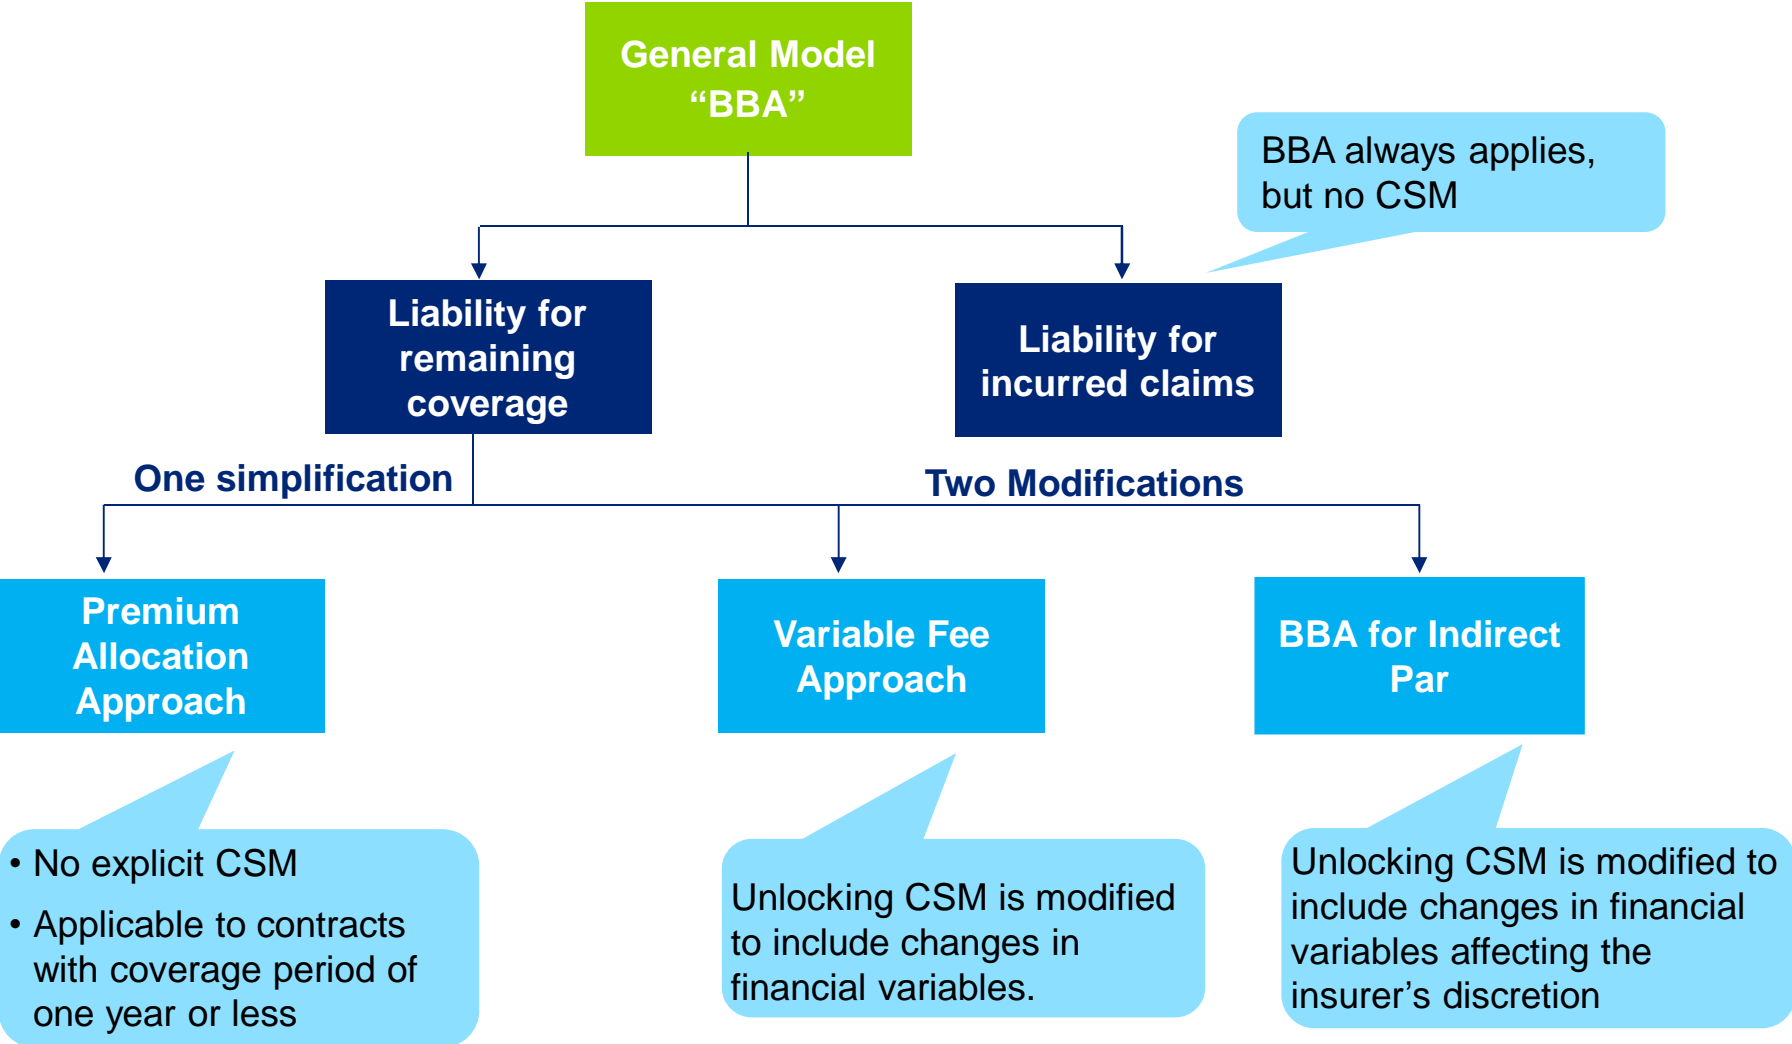 General Model
“BBA”
BBA always applies,
but no CSM
Liability for
remaining
coverage
Liability for
incurred claims
One simplification
Two Modifications
Premium
Allocation
Approach
Variable Fee
Approach
BBA for Indirect
Par
• No explicit CSM
• Applicable to contracts
with coverage period of
one year or less
Unlocking CSM is modified
to include changes in
financial variables.
Unlocking CSM is modified to
include changes in financial
variables affecting the
insurer’s discretion